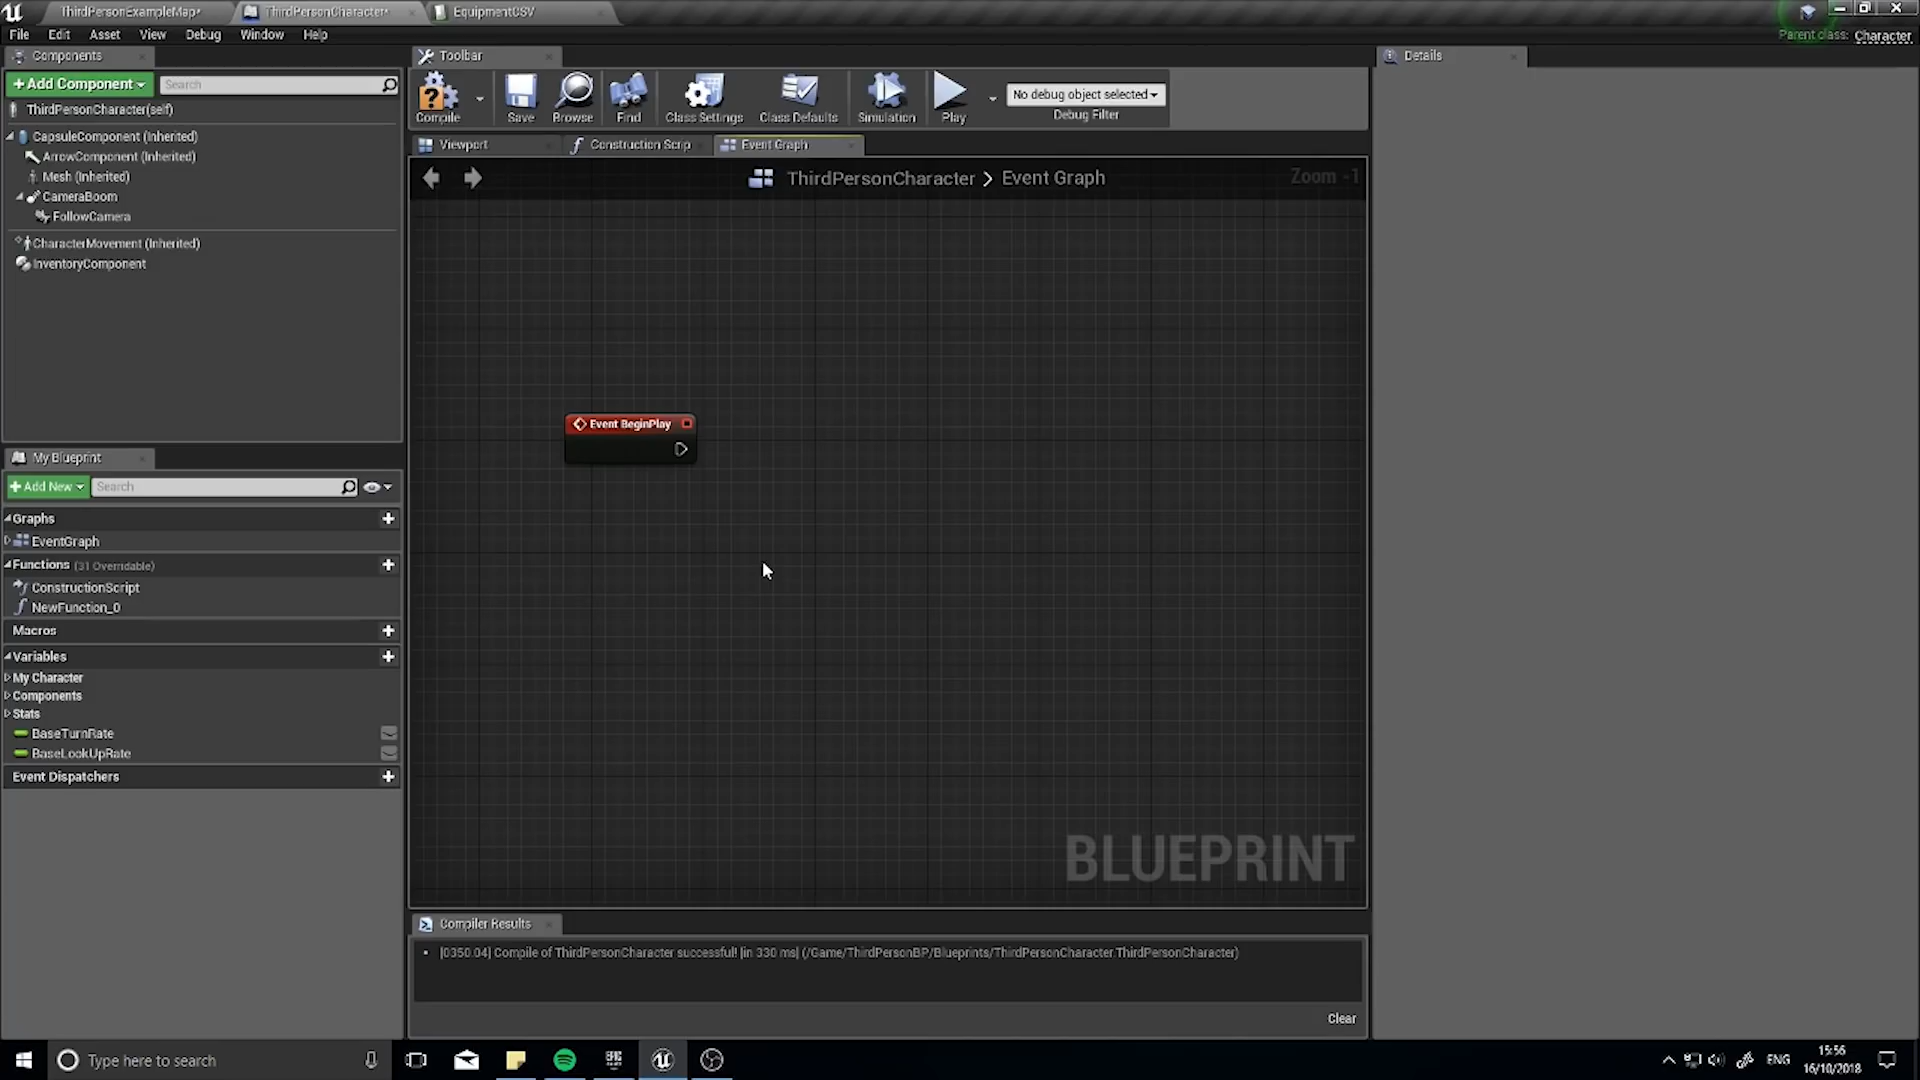 ThirdPersonExampleMap*
ThirdPersonCharacter*
EquipmentCSV
File Edit Asset View Debug Window Help
Parent class: Character
Components
Toolbar
Details
+Add Component
Search
ThirdPersonCharacter(self)
CapsuleComponent (Inherited)
ArrowComponent (Inherited)
Mesh (Inherited)
CameraBoom
FollowCamera
CharacterMovement (Inherited)
InventoryComponent
Compile
Save
Browse
Find
Class Settings
Class Defaults
Simulation
Play
No debug object selected
Debug Filter
Viewport
Construction Scrip
Event Graph
ThirdPersonCharacter > Event Graph
Zoom -1
Event BeginPlay
BLUEPRINT
My Blueprint
+Add New
Search
Graphs
EventGraph
Functions (31 Overridable)
ConstructionScript
NewFunction_0
Macros
Variables
My Character
Components
Stats
BaseTurnRate
BaseLookUpRate
Event Dispatchers
Compiler Results
[0350.04] Compile of ThirdPersonCharacter successful! [in 330 ms] (/Game/ThirdPersonBP/Blueprints/ThirdPersonCharacter.ThirdPersonCharacter)
Clear
Type here to search
ENG
15:56
16/10/2018